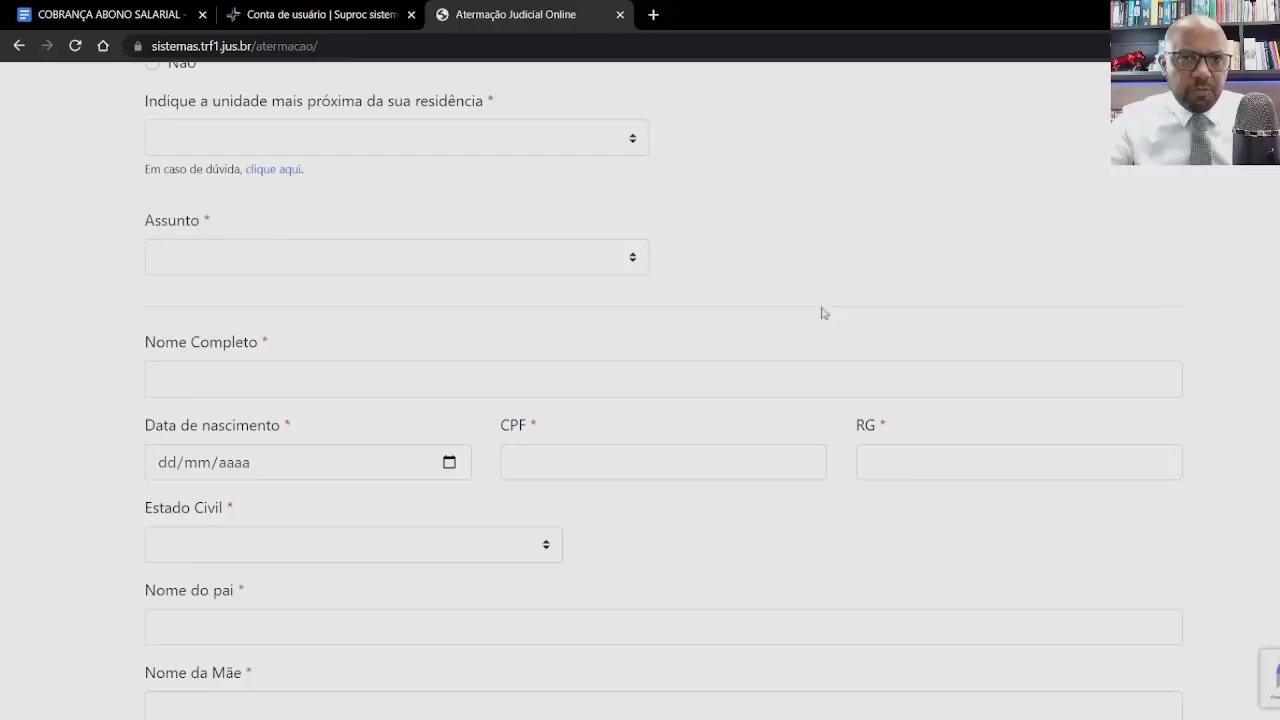 COBRANÇA ABONO SALARIAL -
Conta de usuário | Suproc sistem
Atermação Judicial Online
sistemas.trf1.jus.br/atermacao/
Não
Indique a unidade mais próxima da sua residência *
Em caso de dúvida, clique aqui.
Assunto *
Nome Completo *
Data de nascimento * CPF * RG *
dd/mm/aaaa
Estado Civil *
Nome do pai *
Nome da Mãe *